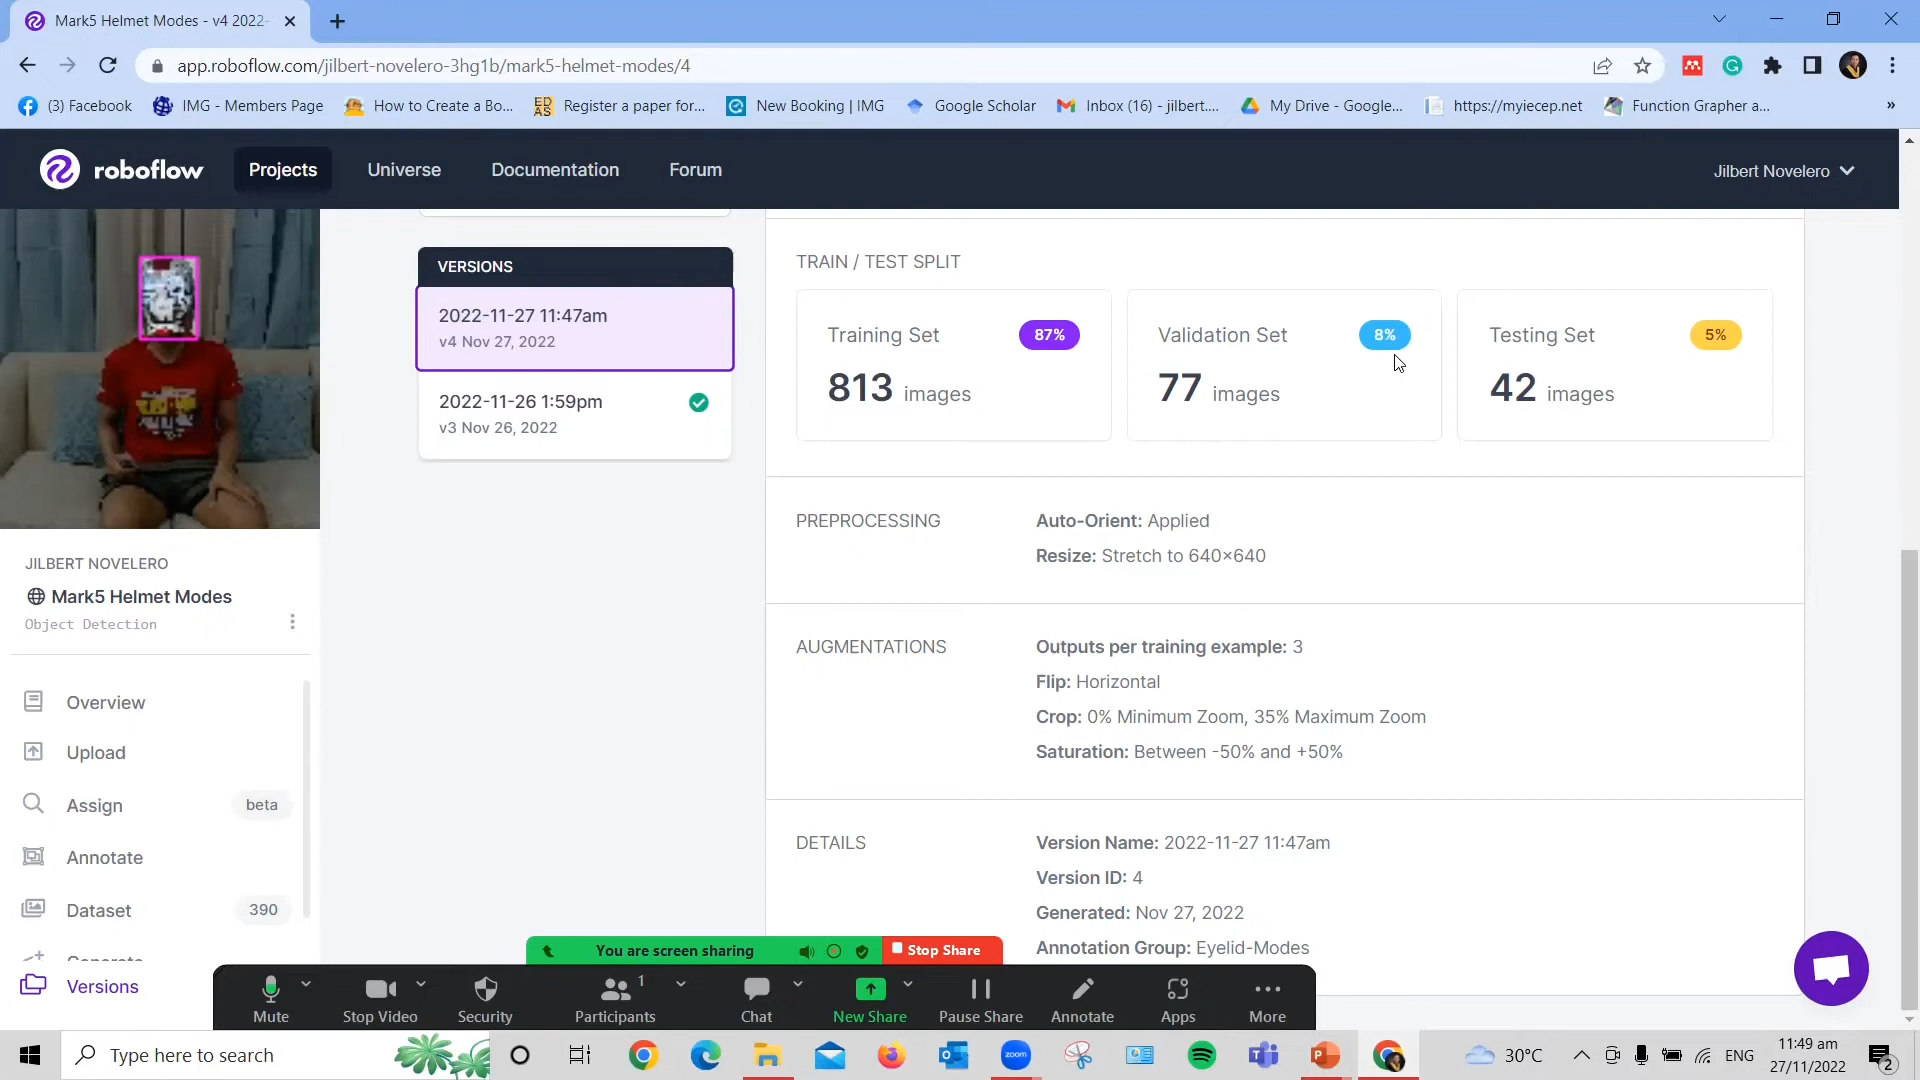 Mark5 Helmet Modes - v4 2022-
app.roboflow.com/jilbert-novelero-3hg1b/mark5-helmet-modes/4
(3) Facebook
IMG - Members Page
How to Create a Bo...
ED
AS
Register a paper for...
New Booking | IMG
Google Scholar
Inbox (16) - jilbert....
My Drive - Google...
https://myiecep.net
Function Grapher a...
»
roboflow
Projects
Universe
Documentation
Forum
Jilbert Novelero
VERSIONS
2022-11-27 11:47am
v4 Nov 27, 2022
2022-11-26 1:59pm
v3 Nov 26, 2022
TRAIN / TEST SPLIT
Training Set
87%
813 images
Validation Set
8%
77 images
Testing Set
5%
42 images
PREPROCESSING
Auto-Orient: Applied
Resize: Stretch to 640×640
AUGMENTATIONS
Outputs per training example: 3
Flip: Horizontal
Crop: 0% Minimum Zoom, 35% Maximum Zoom
Saturation: Between -50% and +50%
DETAILS
Version Name: 2022-11-27 11:47am
Version ID: 4
Generated: Nov 27, 2022
Annotation Group: Eyelid-Modes
JILBERT NOVELERO
Mark5 Helmet Modes
Object Detection
Overview
Upload
Assign
beta
Annotate
Dataset
390
Versions
You are screen sharing
Stop Share
Mute
Stop Video
Security
Participants
1
Chat
New Share
Pause Share
Annotate
Apps
More
Type here to search
zoom
30°C
ENG
11:49 am
27/11/2022
2